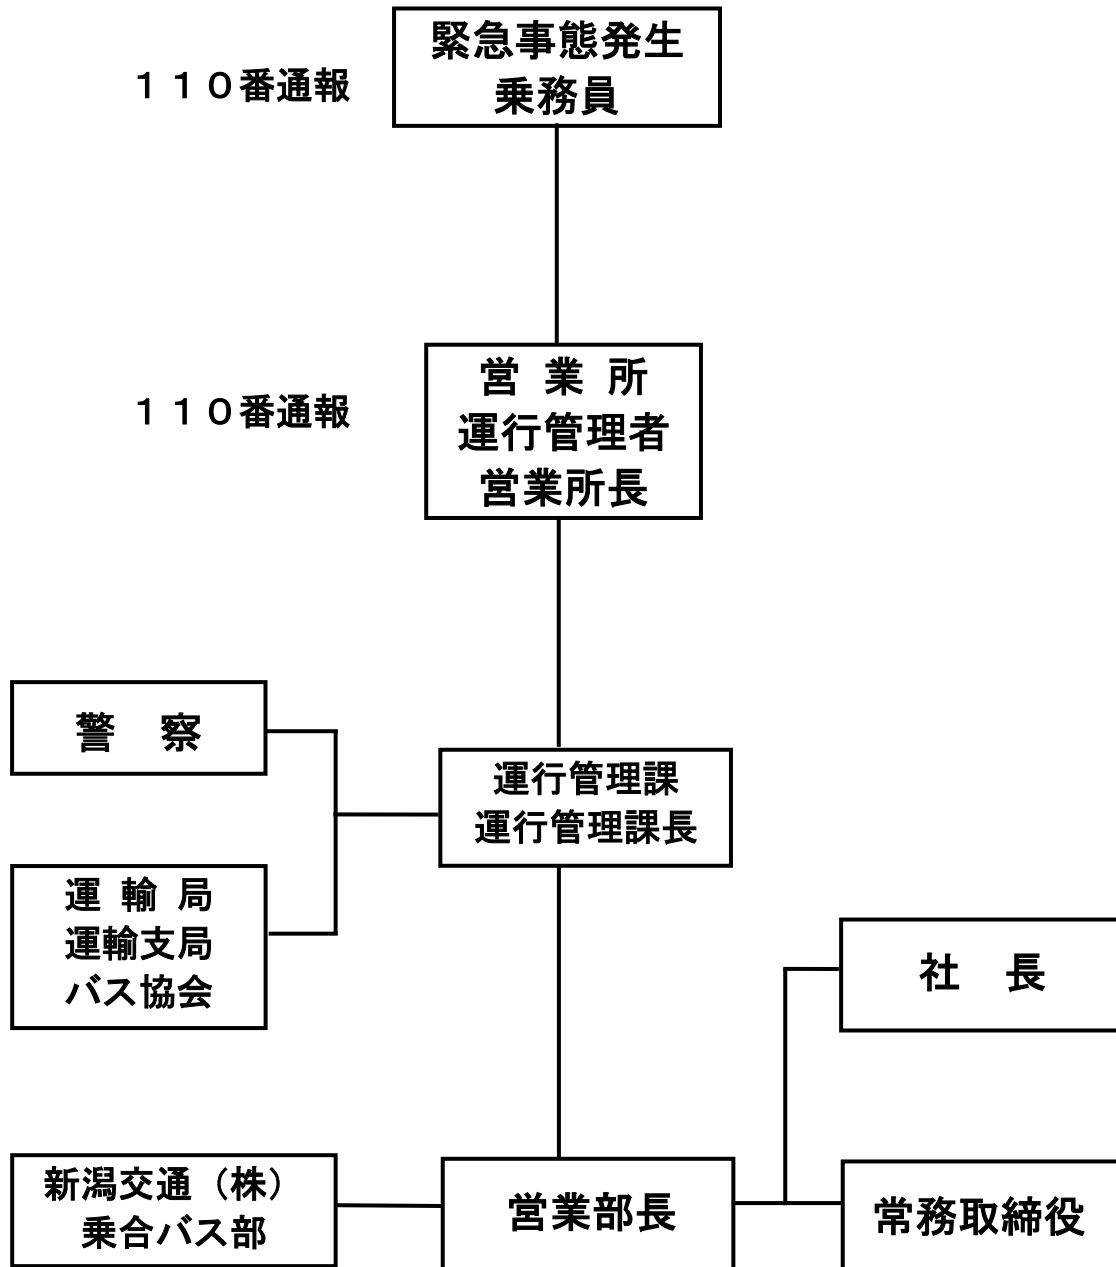 緊急事態発生
乗務員
１１０番通報
営 業 所
運行管理者
営業所長
１１０番通報
警　察
運行管理課
運行管理課長
運 輸 局
運輸支局
バス協会
社　長
新潟交通（株）
乗合バス部
営業部長
常務取締役